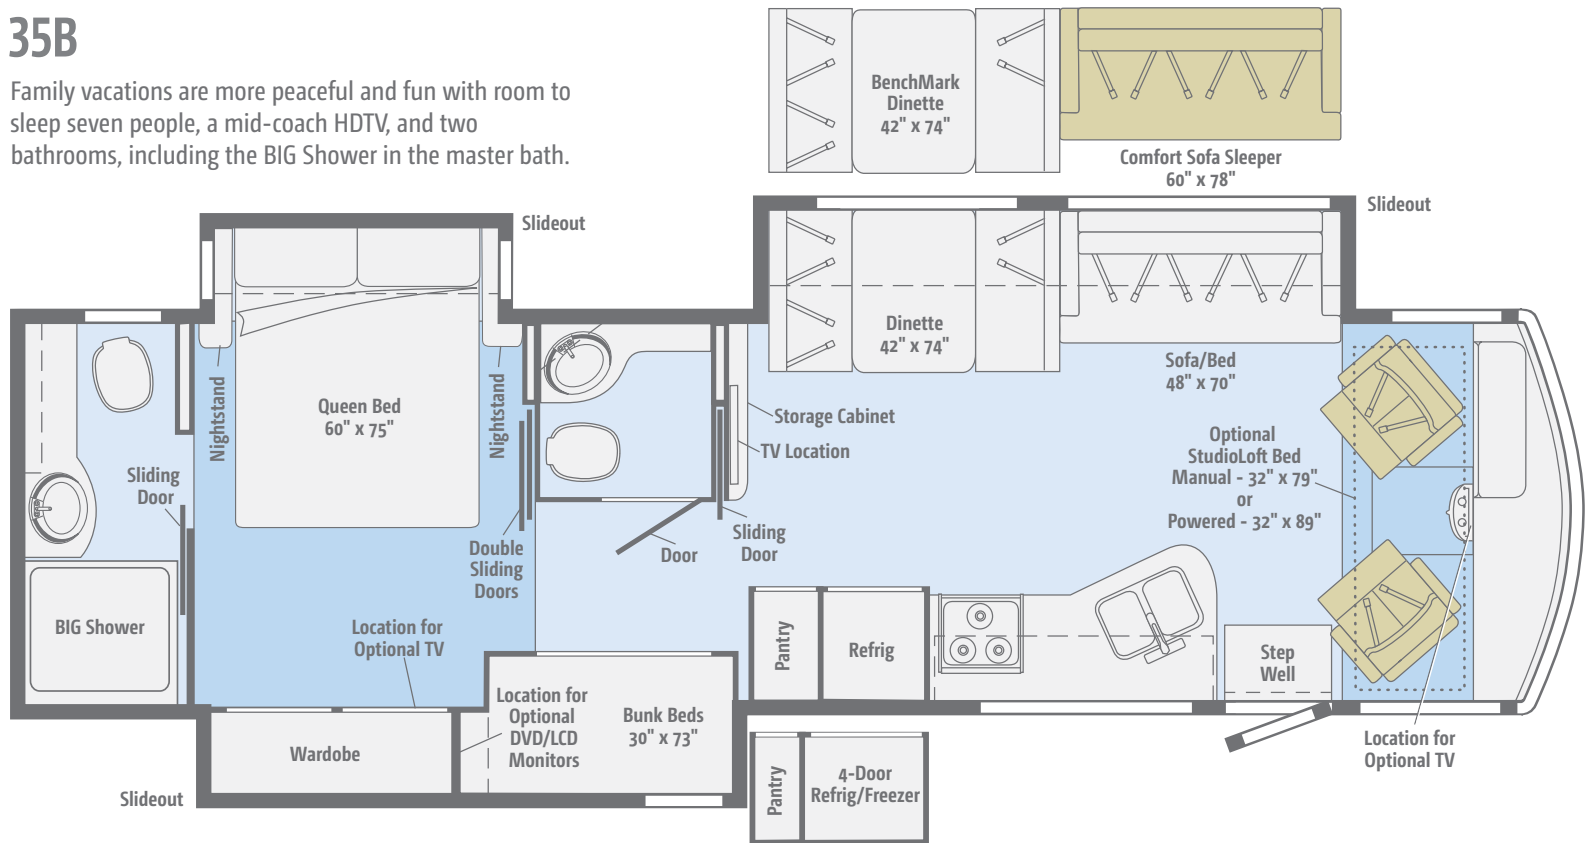 35B
Family vacations are more peaceful and fun with room to
sleep seven people, a mid-coach HDTV, and two
bathrooms, including the BIG Shower in the master bath.
BenchMark
Dinette
42" x 74"
Comfort Sofa Sleeper
60" x 78"
Slideout
Slideout
Nightstand
Queen Bed
60" x 75"
Nightstand
Dinette
42" x 74"
Sofa/Bed
48" x 70"
Storage Cabinet
TV Location
Optional
StudioLoft Bed
Manual - 32" x 79"
or
Powered - 32" x 89"
Sliding
Door
Double
Sliding
Doors
Door
Sliding
Door
BIG Shower
Location for
Optional TV
Pantry
Refrig
Step
Well
Location for
Optional
DVD/LCD
Monitors
Bunk Beds
30" x 73"
Wardobe
Location for
Optional TV
Slideout
Pantry
4-Door
Refrig/Freezer